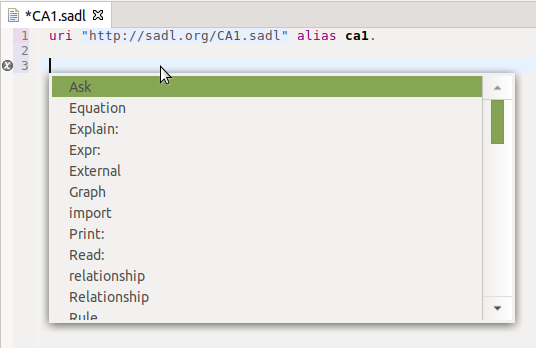 *CA1.sadl
1 uri "http://sadl.org/CA1.sadl" alias ca1.
2
3
Ask
Equation
Explain:
Expr:
External
Graph
import
Print:
Read:
relationship
Relationship
Rule